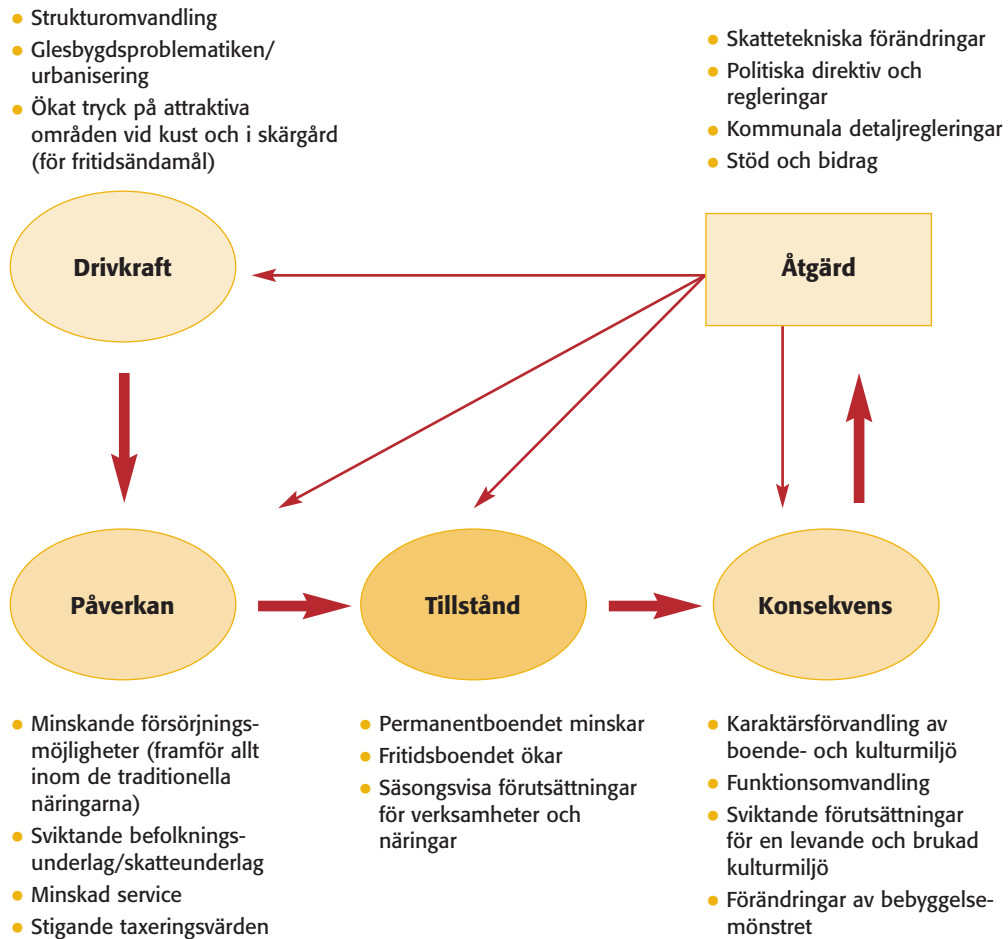 • Strukturomvandling
• Glesbygdsproblematiken/
urbanisering
• Ökat tryck på attraktiva
områden vid kust och i skärgård
(för fritidsändamål)
• Skattetekniska förändringar
• Politiska direktiv och
regleringar
• Kommunala detaljregleringar
• Stöd och bidrag
Drivkraft
Åtgärd
Påverkan
Tillstånd
Konsekvens
• Minskande försörjnings-
möjligheter (framför allt
inom de traditionella
näringarna)
• Sviktande befolknings-
underlag/skatteunderlag
• Minskad service
• Stigande taxeringsvärden
• Permanentboendet minskar
• Fritidsboendet ökar
• Säsongsvisa förutsättningar
för verksamheter och
näringar
• Karaktärsförvandling av
boende- och kulturmiljö
• Funktionsomvandling
• Sviktande förutsättningar
för en levande och brukad
kulturmiljö
• Förändringar av bebyggelse-
mönstret